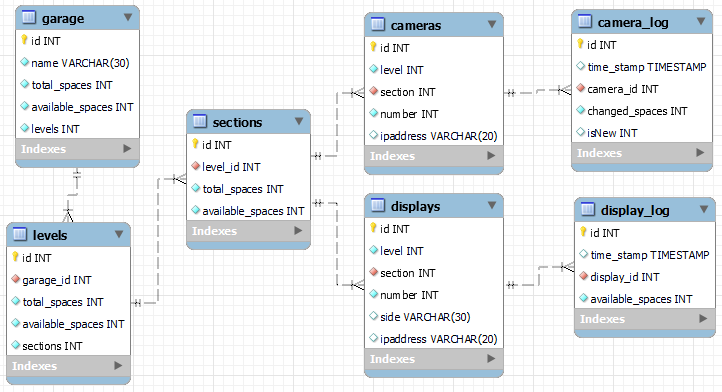 garage
id INT
name VARCHAR(30)
total_spaces INT
available_spaces INT
levels INT
Indexes
levels
id INT
garage_id INT
total_spaces INT
available_spaces INT
sections INT
Indexes
sections
id INT
level_id INT
total_spaces INT
available_spaces INT
Indexes
cameras
id INT
level INT
section INT
number INT
ipaddress VARCHAR(20)
Indexes
displays
id INT
level INT
section INT
number INT
side VARCHAR(30)
ipaddress VARCHAR(20)
Indexes
camera_log
id INT
time_stamp TIMESTAMP
camera_id INT
changed_spaces INT
isNew INT
Indexes
display_log
id INT
time_stamp TIMESTAMP
display_id INT
available_spaces INT
Indexes